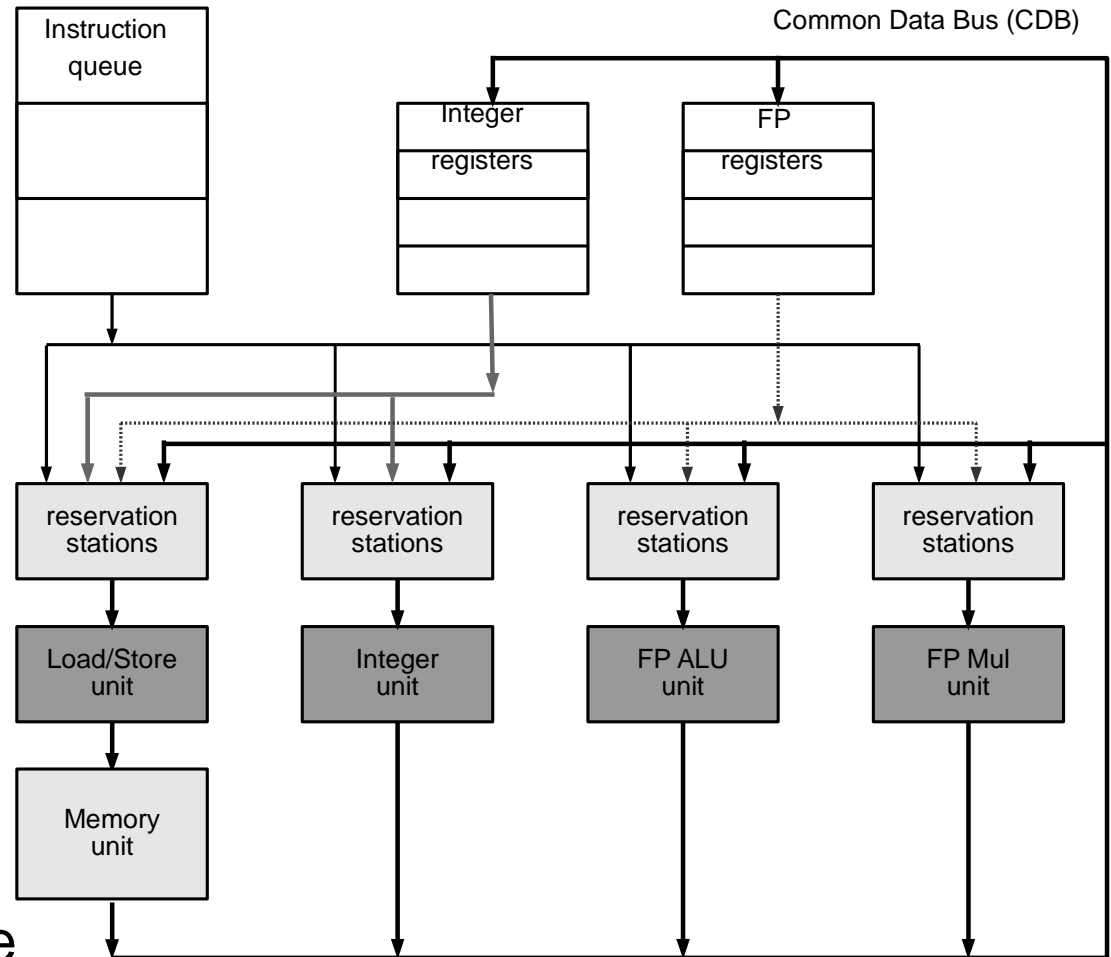 Common Data Bus (CDB)
Instruction
queue
Integer
registers
FP
registers
reservation
stations
reservation
stations
reservation
stations
reservation
stations
Load/Store
unit
Integer
unit
FP ALU
unit
FP Mul
unit
Memory
unit
e